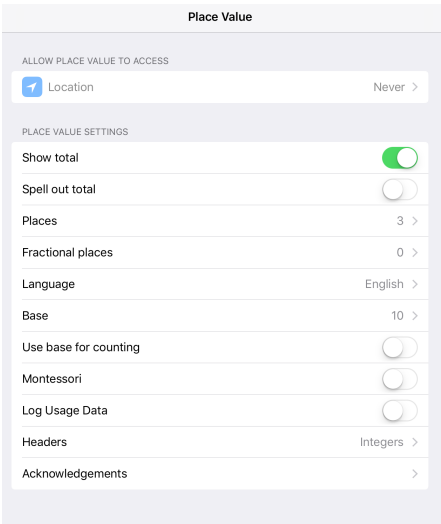 Place Value
ALLOW PLACE VALUE TO ACCESS
Location Never
PLACE VALUE SETTINGS
Show total
Spell out total
Places 3
Fractional places 0
Language English
Base 10
Use base for counting
Montessori
Log Usage Data
Headers Integers
Acknowledgements